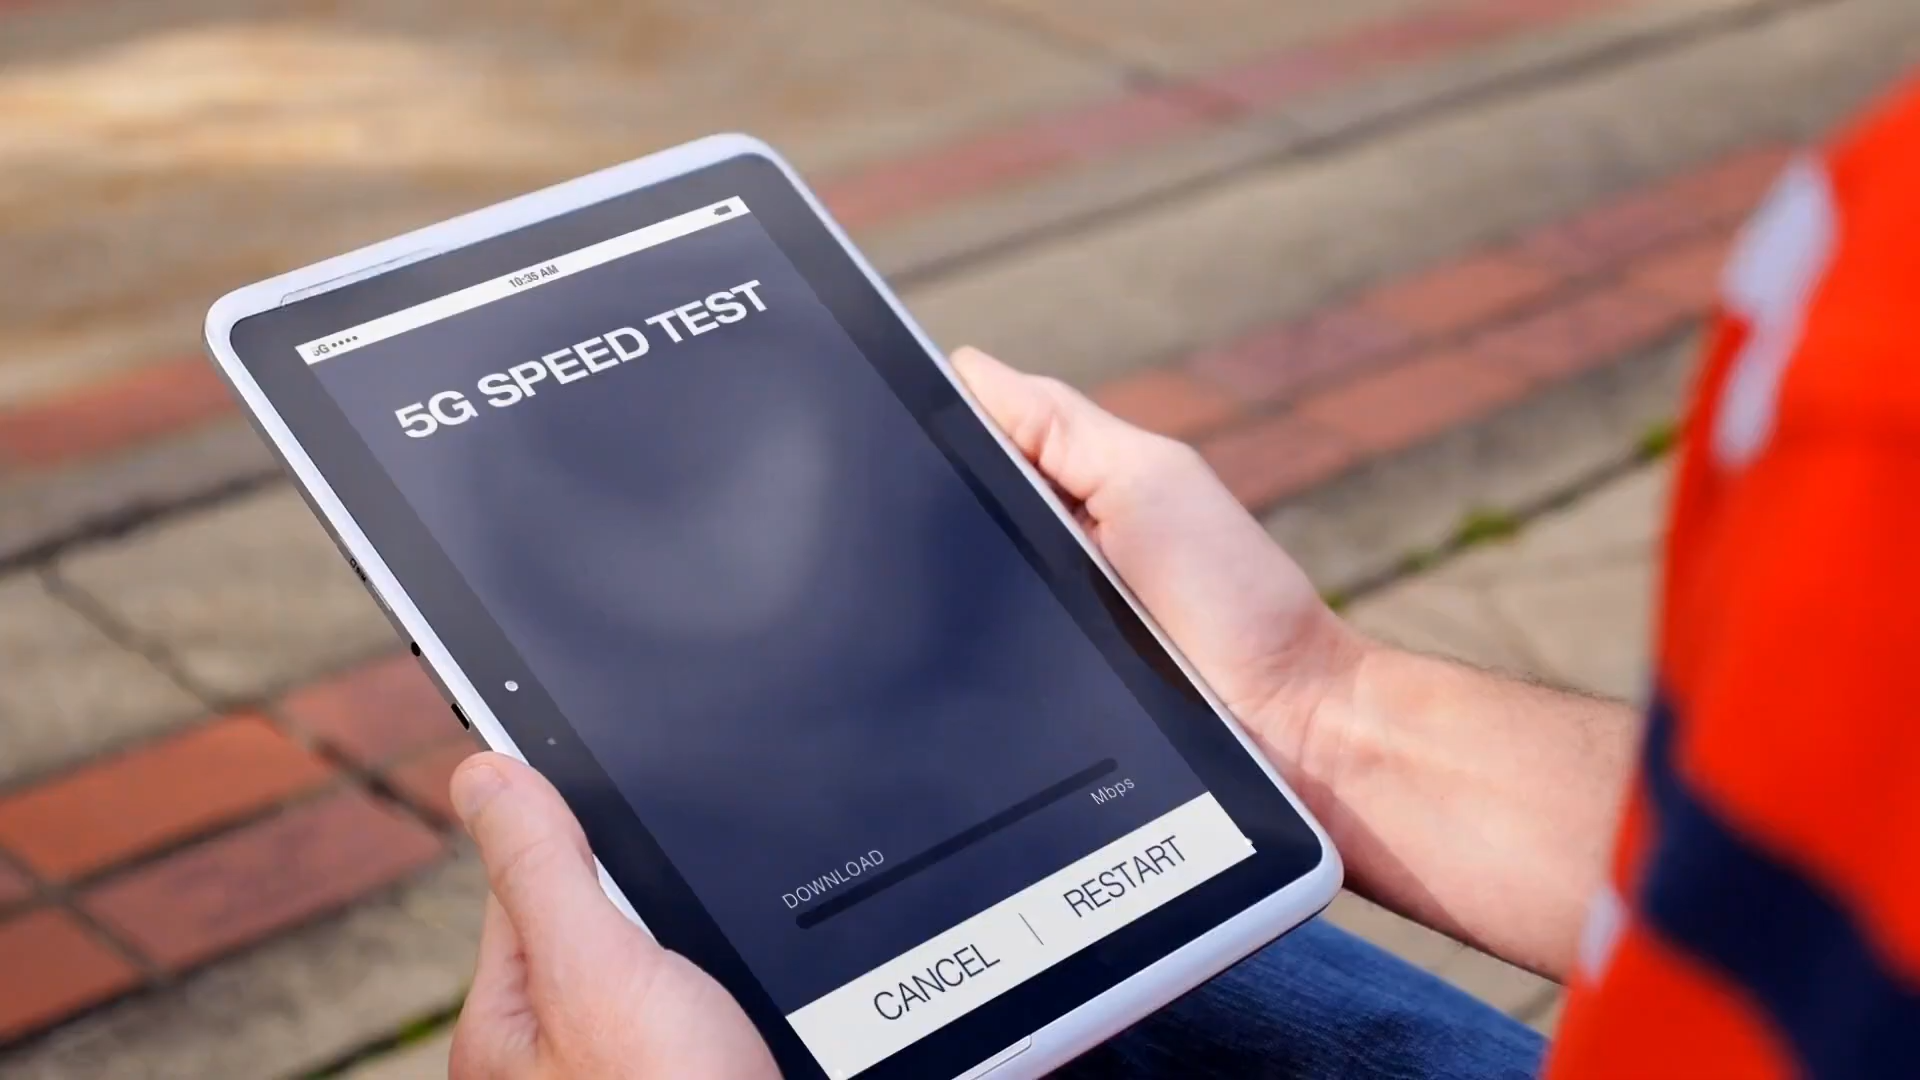 5G
10:35 AM
5G SPEED TEST
DOWNLOAD
Mbps
CANCEL | RESTART